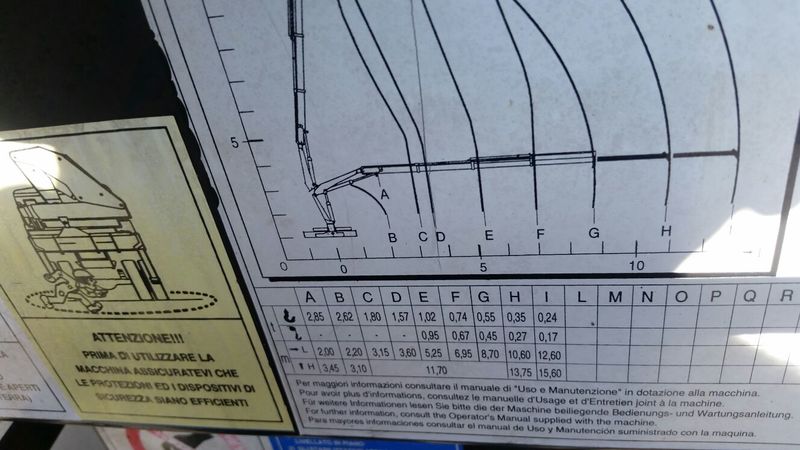 5
A
B C D E F G H I
0 0 5 10
A B C D E F G H I L M N O P Q R
t 2,85 2,62 1,80 1,57 1,02 0,74 0,55 0,35 0,24
- - - - 0,95 0,67 0,45 0,27 0,17
m L 2,00 2,20 3,15 3,60 5,25 6,95 8,70 10,60 12,60
H 3,45 3,10 11,70 13,75 15,60
Per maggiori informazioni consultare il manuale di "Uso e Manutenzione" in dotazione alla macchina.
Pour avoir plus d'informations, consultez le manuelle d'Usage et d'Entretien joint à la machine.
Für weitere Informationen lesen Sie bitte die der Maschine beiliegende Bedienungs- und Wartungsanleitung.
For further information, consult the Operator's Manual supplied with the machine.
Para mayores informaciones consultar el manual de Uso y Manutención suministrado con la maquina.
ATTENZIONE!!!
PRIMA DI UTILIZZARE LA
MACCHINA ASSICURATEVI CHE
LE PROTEZIONI ED I DISPOSITIVI DI
SICUREZZA SIANO EFFICIENTI
LIVELLATO IN PIANO